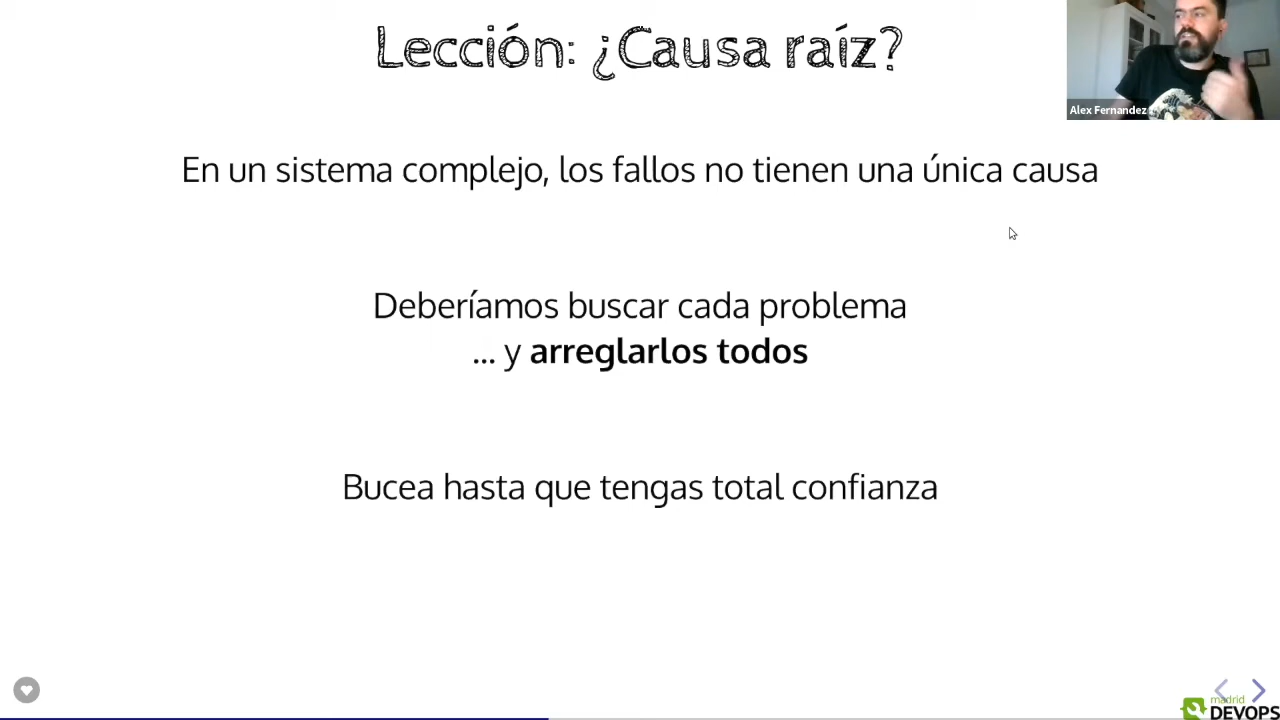 Lección: ¿Causa raíz?
Alex Fernandez
En un sistema complejo, los fallos no tienen una única causa
Deberíamos buscar cada problema
... y arreglarlos todos
Bucea hasta que tengas total confianza
madrid
DEVOPS